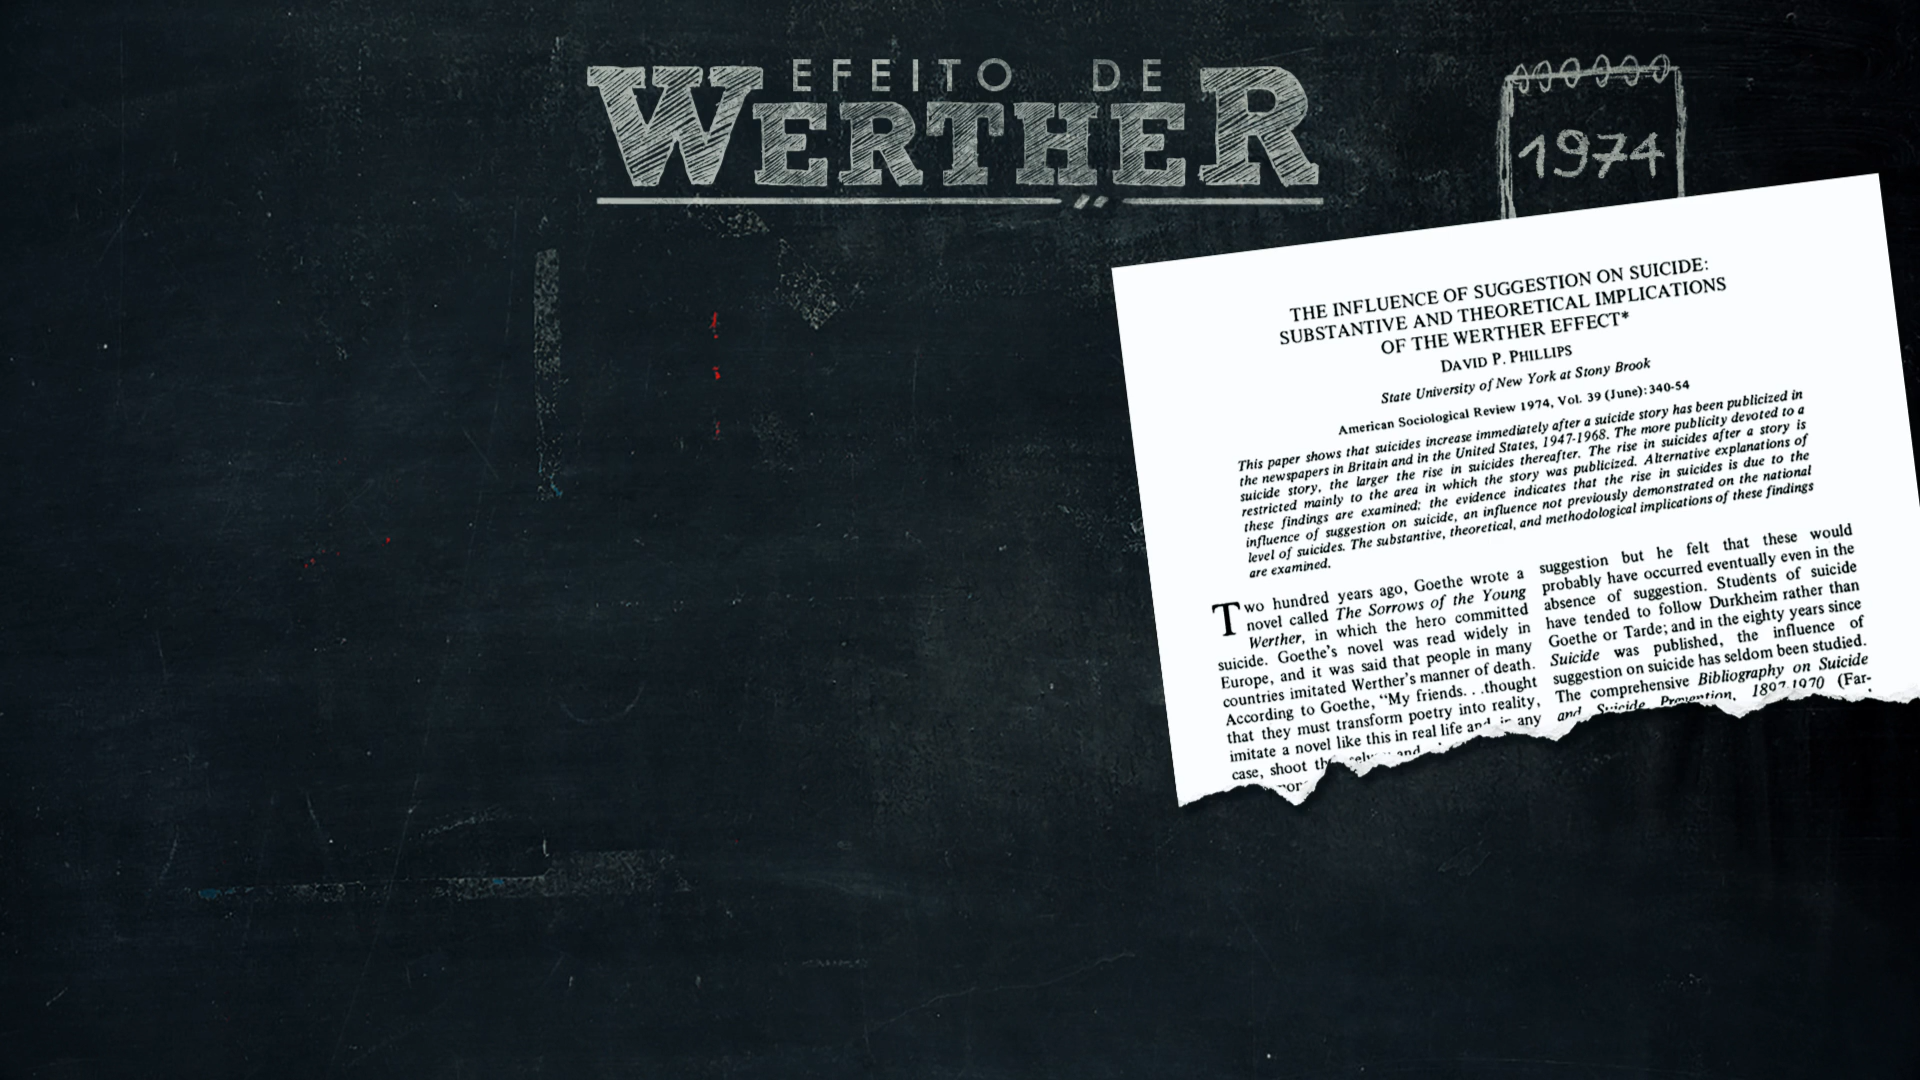 EFEITO DE
WERTHER
1974
THE INFLUENCE OF SUGGESTION ON SUICIDE:
SUBSTANTIVE AND THEORETICAL IMPLICATIONS
OF THE WERTHER EFFECT*
DAVID P. PHILLIPS
State University of New York at Stony Brook
American Sociological Review 1974, Vol. 39 (June):340-54
This paper shows that suicides increase immediately after a suicide story has been publicized in
the newspapers in Britain and in the United States, 1947-1968. The more publicity devoted to a
suicide story, the larger the rise in suicides thereafter. The rise in suicides after a story is
restricted mainly to the area in which the story was publicized. Alternative explanations of
these findings are examined; the evidence indicates that the rise in suicides is due to the
influence of suggestion on suicide, an influence not previously demonstrated on the national
level of suicides. The substantive, theoretical, and methodological implications of these findings
are examined.
Two hundred years ago, Goethe wrote a
novel called The Sorrows of the Young
Werther, in which the hero committed
suicide. Goethe's novel was read widely in
Europe, and it was said that people in many
countries imitated Werther's manner of death.
According to Goethe, "My friends. . .thought
that they must transform poetry into reality,
imitate a novel like this in real life and in any
case, shoot
suggestion but he felt that these would
probably have occurred eventually even in the
absence of suggestion. Students of suicide
have tended to follow Durkheim rather than
Goethe or Tarde; and in the eighty years since
Suicide was published, the influence of
suggestion on suicide has seldom been studied.
The comprehensive Bibliography on Suicide
and Suicide Prevention, 1897-1970 (Far-